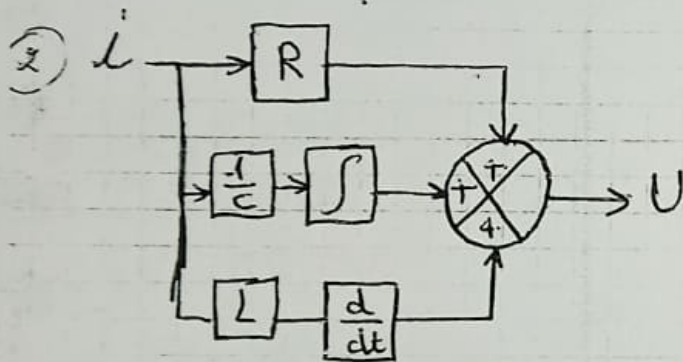 ② i R + U
1/C ∫ +
L d/dt +